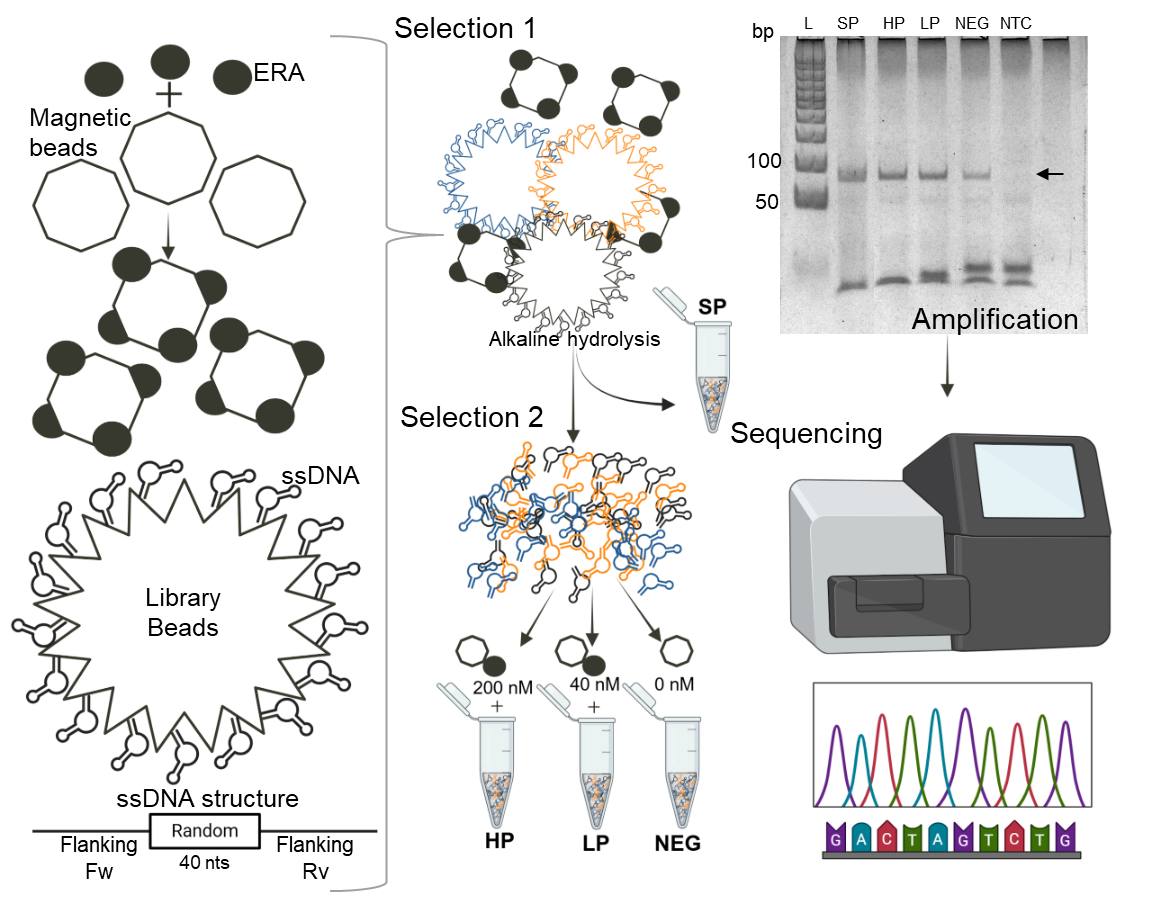 ERA
Magnetic
beads
ssDNA
Library
Beads
ssDNA structure
Random
Flanking
Fw
40 nts
Flanking
Rv
Selection 1
Alkaline hydrolysis
SP
Selection 2
200 nM
+
40 nM
+
0 nM
HP
LP
NEG
bp
L SP HP LP NEG NTC
100
50
Amplification
Sequencing
G A C T A G T C T G